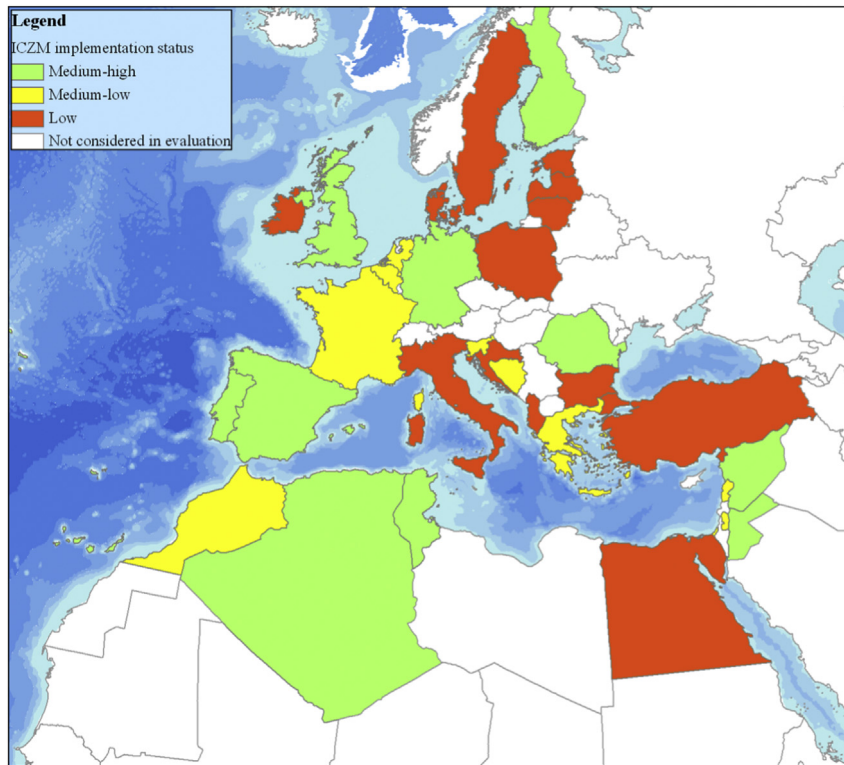 Legend
ICZM implementation status
Medium-high
Medium-low
Low
Not considered in evaluation